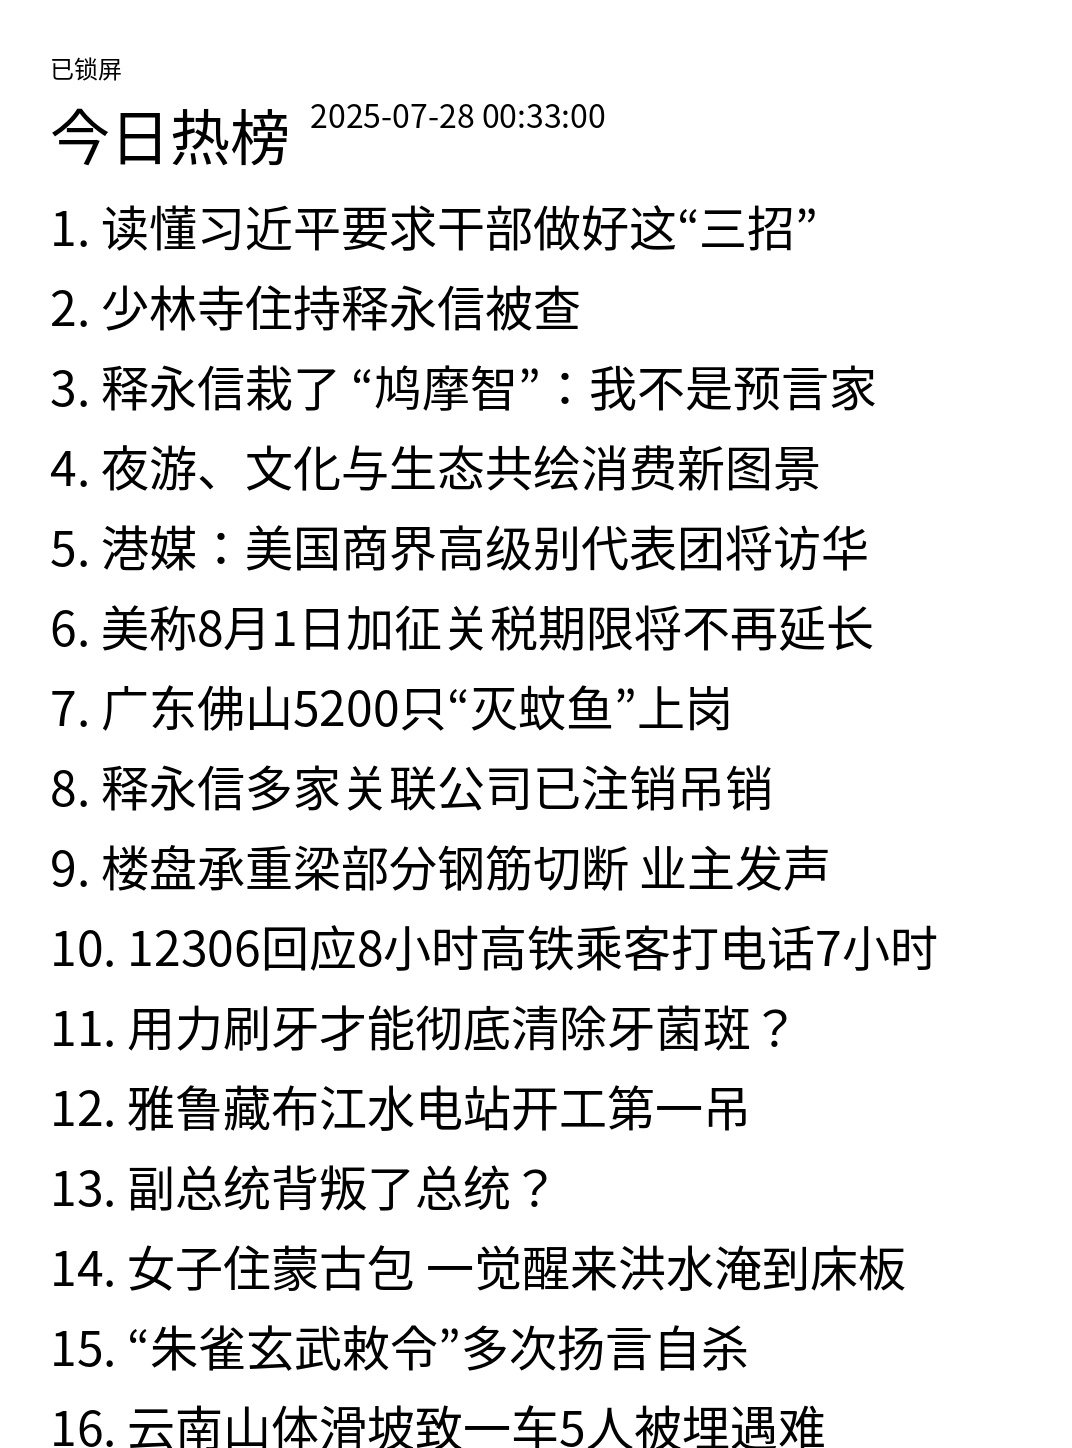 已锁屏
今日热榜 2025-07-28 00:33:00
1. 读懂习近平要求干部做好这“三招”
2. 少林寺住持释永信被查
3. 释永信栽了 “鸠摩智”：我不是预言家
4. 夜游、文化与生态共绘消费新图景
5. 港媒：美国商界高级别代表团将访华
6. 美称8月1日加征关税期限将不再延长
7. 广东佛山5200只“灭蚊鱼”上岗
8. 释永信多家关联公司已注销吊销
9. 楼盘承重梁部分钢筋切断 业主发声
10. 12306回应8小时高铁乘客打电话7小时
11. 用力刷牙才能彻底清除牙菌斑？
12. 雅鲁藏布江水电站开工第一吊
13. 副总统背叛了总统？
14. 女子住蒙古包 一觉醒来洪水淹到床板
15. “朱雀玄武敕令”多次扬言自杀
16. 云南山体滑坡致一车5人被埋遇难